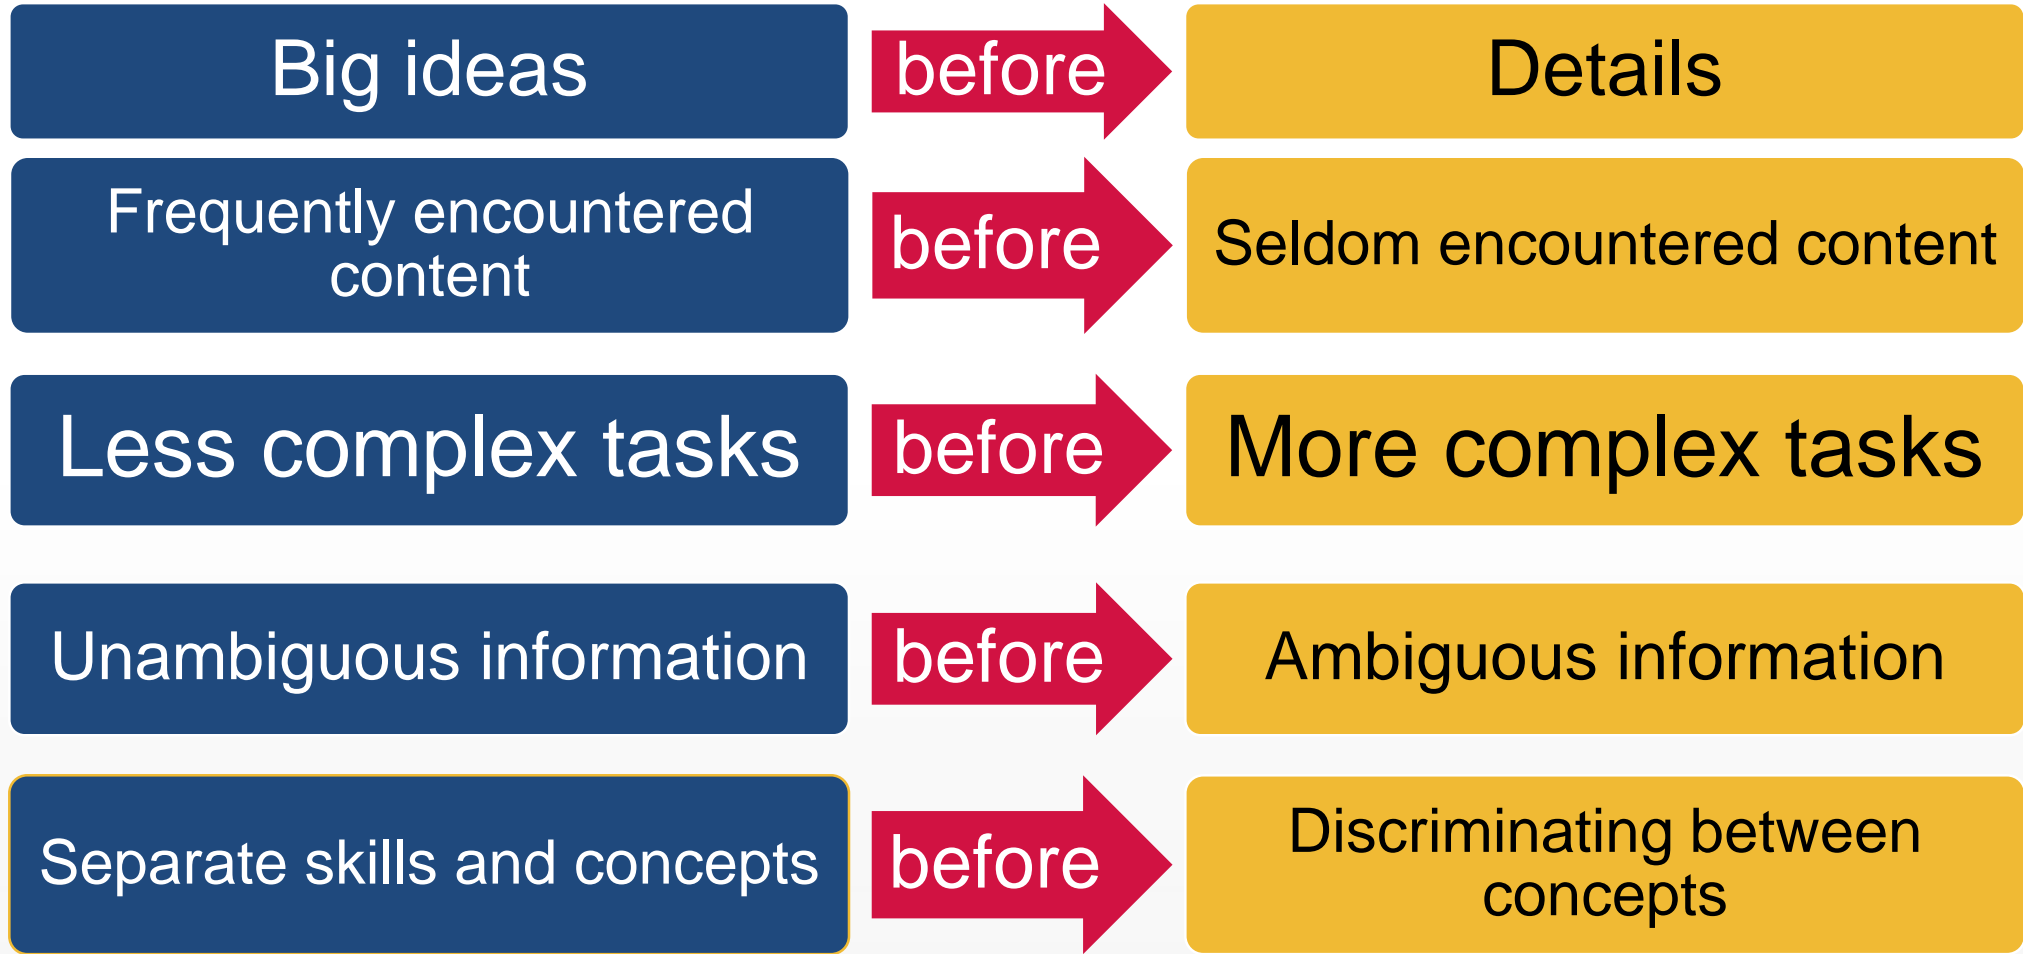 Big ideas
before
Details
Frequently encountered
content
before
Seldom encountered content
Less complex tasks
before
More complex tasks
Unambiguous information
before
Ambiguous information
Separate skills and concepts
before
Discriminating between
concepts